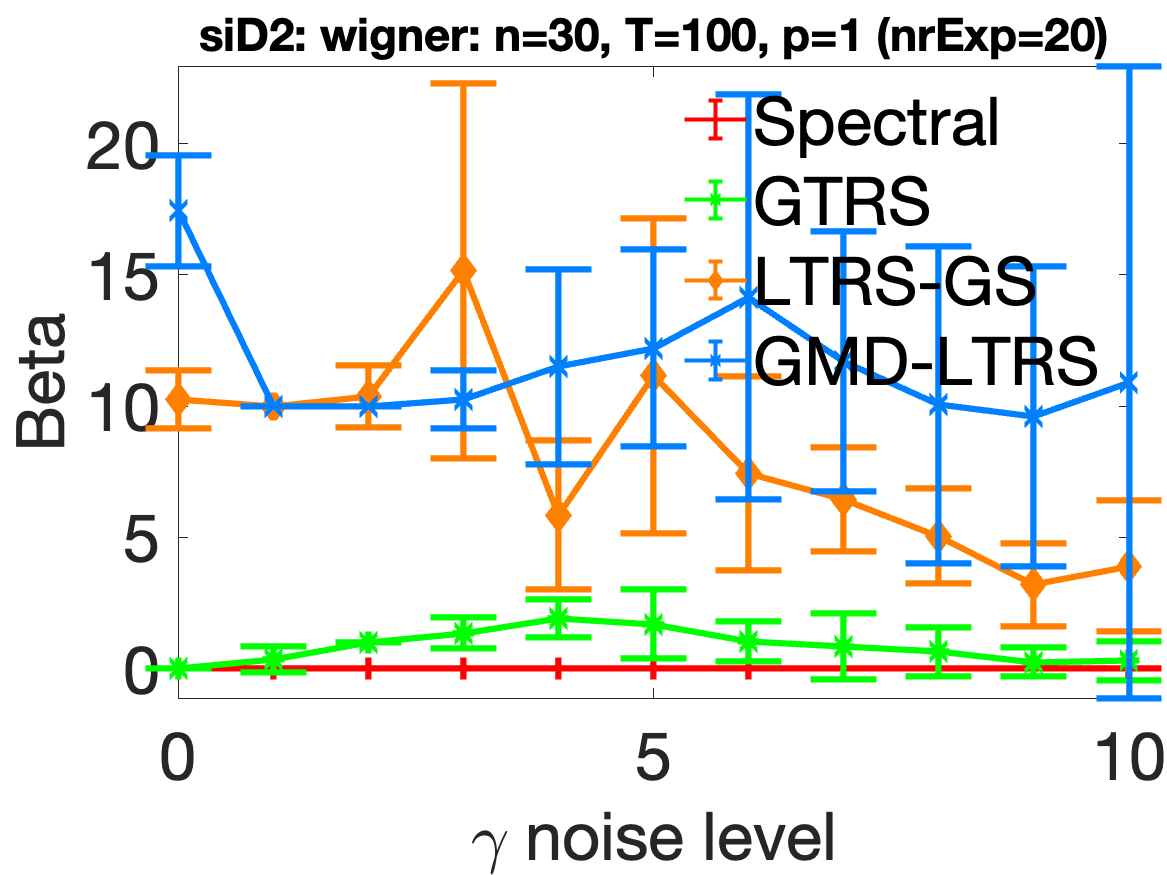 siD2: wigner: n=30, T=100, p=1 (nrExp=20)
Spectral
GTRS
LTRS-GS
GMD-LTRS
20
15
10
5
0
Beta
0 5 10
γ noise level